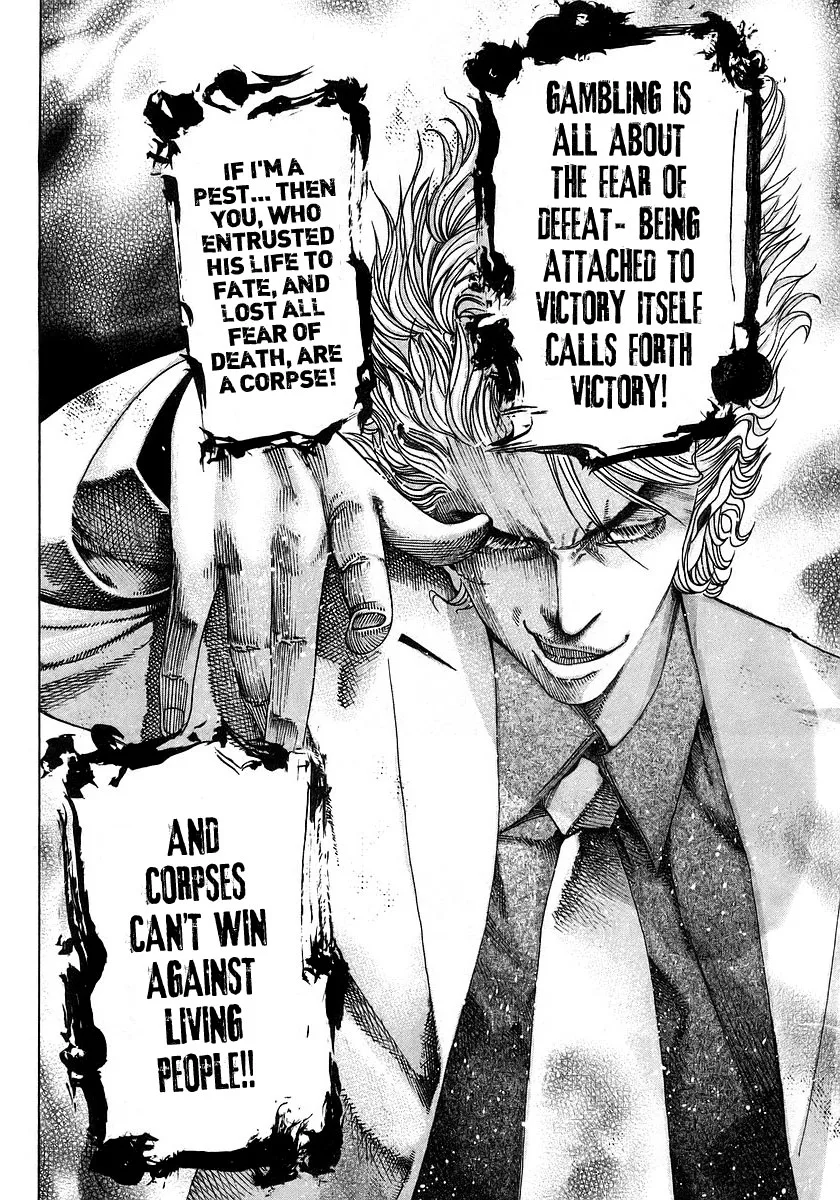 GAMBLING IS
ALL ABOUT
THE FEAR OF
DEFEAT- BEING
ATTACHED TO
VICTORY ITSELF
CALLS FORTH
VICTORY!
IF I'M A
PEST... THEN
YOU, WHO
ENTRUSTED
HIS LIFE TO
FATE, AND
LOST ALL
FEAR OF
DEATH, ARE
A CORPSE!
AND
CORPSES
CAN'T WIN
AGAINST
LIVING
PEOPLE!!